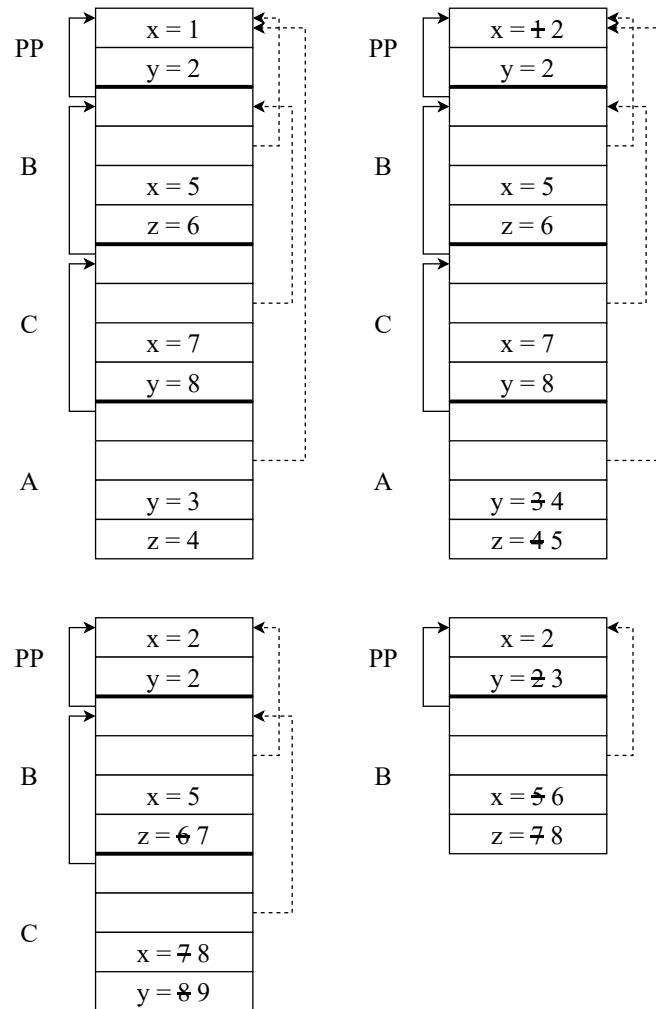 PP
x = 1
y = 2
B
x = 5
z = 6
C
x = 7
y = 8
A
y = 3
z = 4
PP
x = 1 2
y = 2
B
x = 5
z = 6
C
x = 7
y = 8
A
y = 3 4
z = 4 5
PP
x = 2
y = 2
B
x = 5
z = 6 7
C
x = 7 8
y = 8 9
PP
x = 2
y = 2 3
B
x = 5 6
z = 7 8